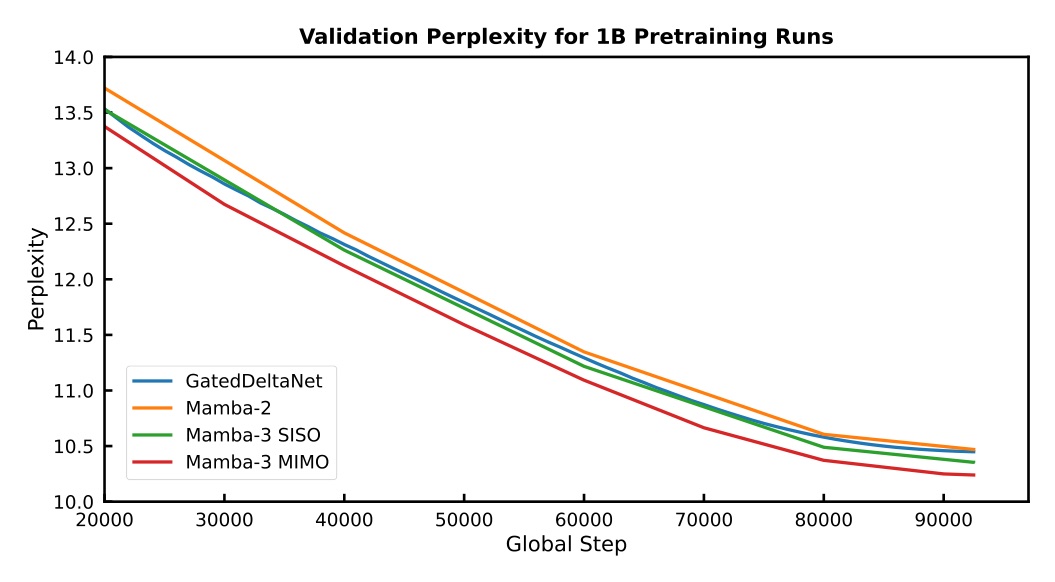 Validation Perplexity for 1B Pretraining Runs
14.0
13.5
13.0
12.5
12.0
11.5
11.0
10.5
10.0
Perplexity
GatedDeltaNet
Mamba-2
Mamba-3 SISO
Mamba-3 MIMO
20000 30000 40000 50000 60000 70000 80000 90000
Global Step